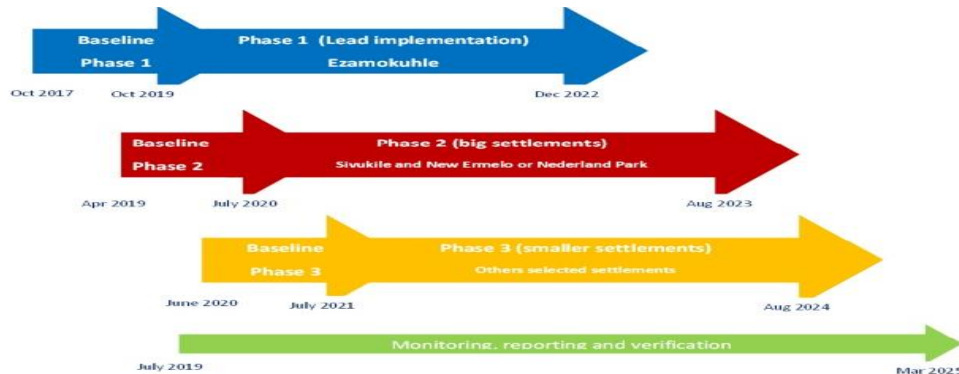 Baseline
Phase 1
Phase 1 (Lead implementation)
Ezamokuhle
Oct 2017
Oct 2019
Dec 2022
Baseline
Phase 2
Phase 2 (big settlements)
Sivukile and New Ermelo or Nederland Park
Apr 2019
July 2020
Aug 2023
Baseline
Phase 3
Phase 3 (smaller settlements)
Others selected settlements
June 2020
July 2021
Aug 2024
Monitoring, reporting and verification
July 2019
Mar 2025